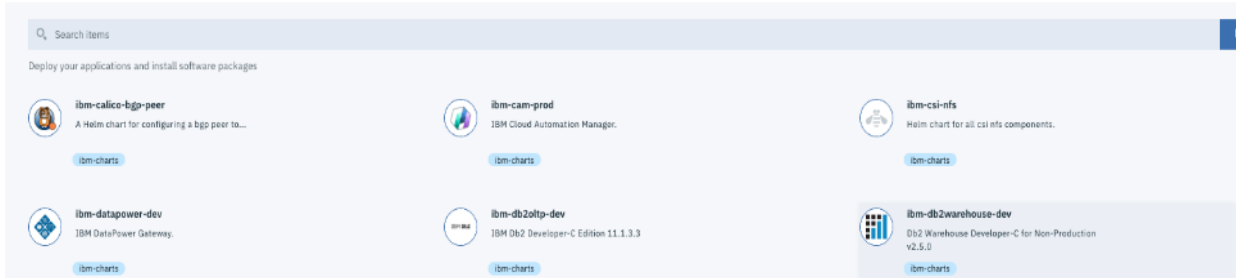 Search items
Deploy your applications and install software packages
ibm-calico-bgp-peer
A Helm chart for configuring a bgp peer to...
ibm-charts
ibm-cam-prod
IBM Cloud Automation Manager.
ibm-charts
ibm-csi-nfs
Helm chart for all csi nfs components.
ibm-charts
ibm-datapower-dev
IBM DataPower Gateway.
ibm-charts
ibm-db2oltp-dev
IBM Db2 Developer-C Edition 11.1.3.3
ibm-charts
ibm-db2warehouse-dev
Db2 Warehouse Developer-C for Non-Production
v2.5.0
ibm-charts